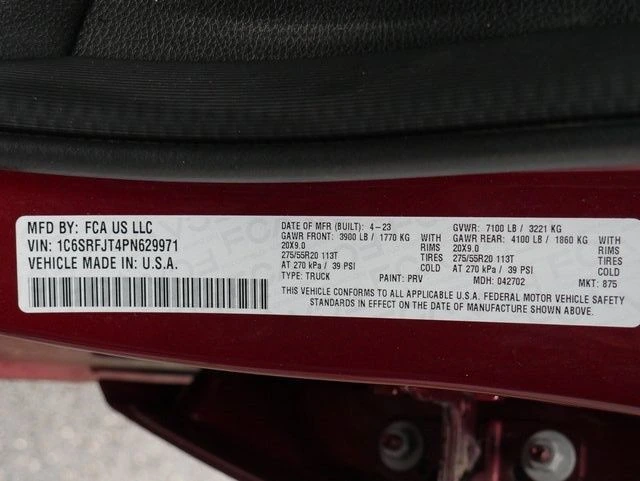 MFD BY: FCA US LLC
VIN: 1C6SRFJT4PN629971
VEHICLE MADE IN: U.S.A.
DATE OF MFR (BUILT): 4-23 GVWR: 7100 LB / 3221 KG
GAWR FRONT: 3900 LB / 1770 KG WITH GAWR REAR: 4100 LB / 1860 KG WITH
20X9.0 RIMS 20X9.0 RIMS
275/55R20 113T TIRES 275/55R20 113T TIRES
AT 270 kPa / 39 PSI COLD AT 270 kPa / 39 PSI COLD
TYPE: TRUCK PAINT: PRV MDH: 042702 MKT: 875
THIS VEHICLE CONFORMS TO ALL APPLICABLE U.S.A. FEDERAL MOTOR VEHICLE SAFETY
STANDARDS IN EFFECT ON THE DATE OF MANUFACTURE SHOWN ABOVE.